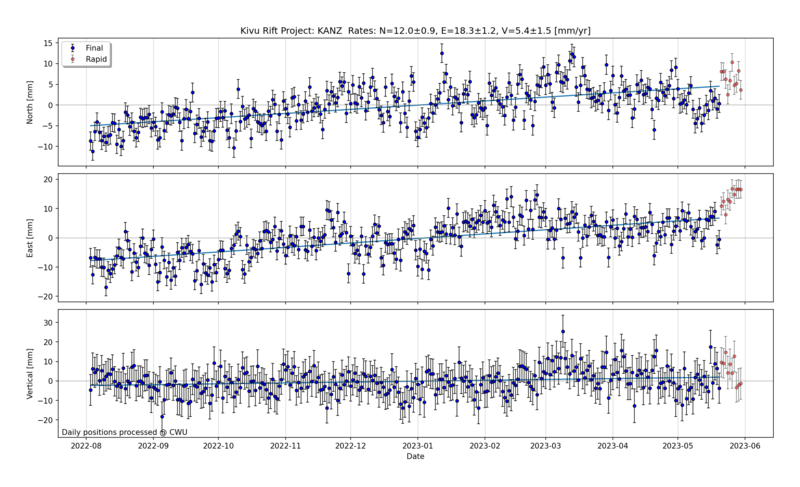 Kivu Rift Project: KANZ  Rates: N=12.0±0.9, E=18.3±1.2, V=5.4±1.5 [mm/yr]
Final
Rapid
North [mm]
15
10
5
0
−5
−10
East [mm]
20
10
0
−10
−20
Vertical [mm]
30
20
10
0
−10
−20
Daily positions processed @ CWU
2022-08 2022-09 2022-10 2022-11 2022-12 2023-01 2023-02 2023-03 2023-04 2023-05 2023-06
Date